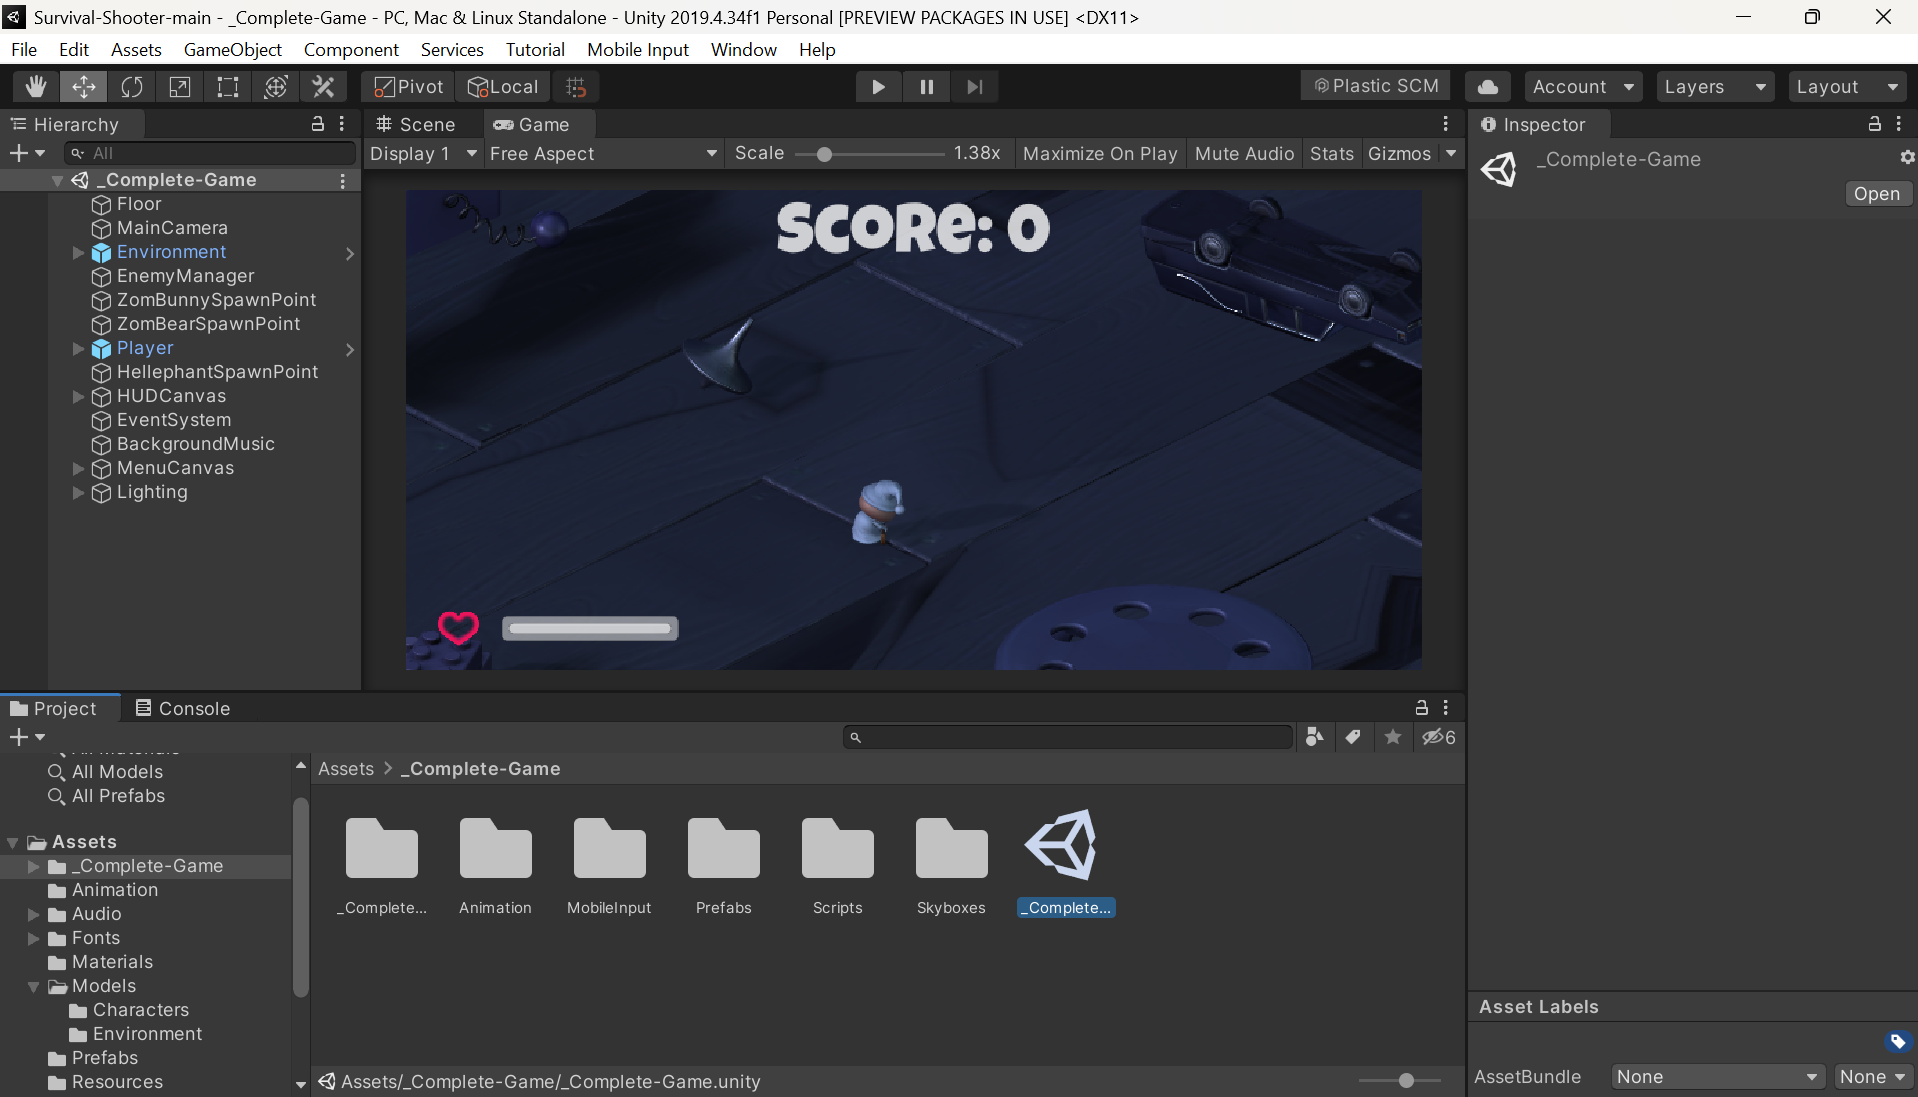 Survival-Shooter-main - _Complete-Game - PC, Mac & Linux Standalone - Unity 2019.4.34f1 Personal [PREVIEW PACKAGES IN USE] <DX11>
File Edit Assets GameObject Component Services Tutorial Mobile Input Window Help
Pivot Local Plastic SCM Account Layers Layout
Hierarchy Scene Game Inspector
All Display 1 Free Aspect Scale 1.38x Maximize On Play Mute Audio Stats Gizmos
_Complete-Game
Open
_Complete-Game
Floor
MainCamera
Environment
EnemyManager
ZomBunnySpawnPoint
ZomBearSpawnPoint
Player
HellephantSpawnPoint
HUDCanvas
EventSystem
BackgroundMusic
MenuCanvas
Lighting
SCORe: 0
Project Console
6
All Models
All Prefabs
Assets
_Complete-Game
Animation
Audio
Fonts
Materials
Models
Characters
Environment
Prefabs
Resources
Assets > _Complete-Game
_Complete... Animation MobileInput Prefabs Scripts Skyboxes _Complete...
Assets/_Complete-Game/_Complete-Game.unity
Asset Labels
AssetBundle None None